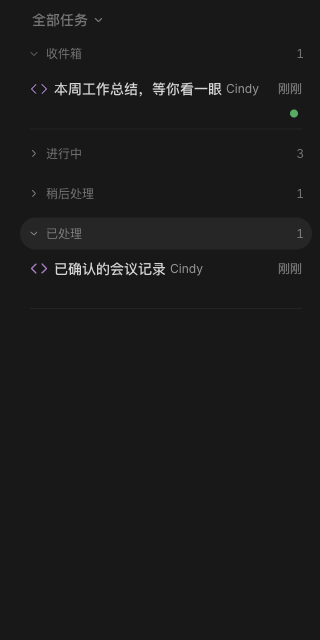 全部任务
收件箱 1
本周工作总结，等你看一眼 Cindy 刚刚
进行中 3
稍后处理 1
已处理 1
已确认的会议记录 Cindy 刚刚